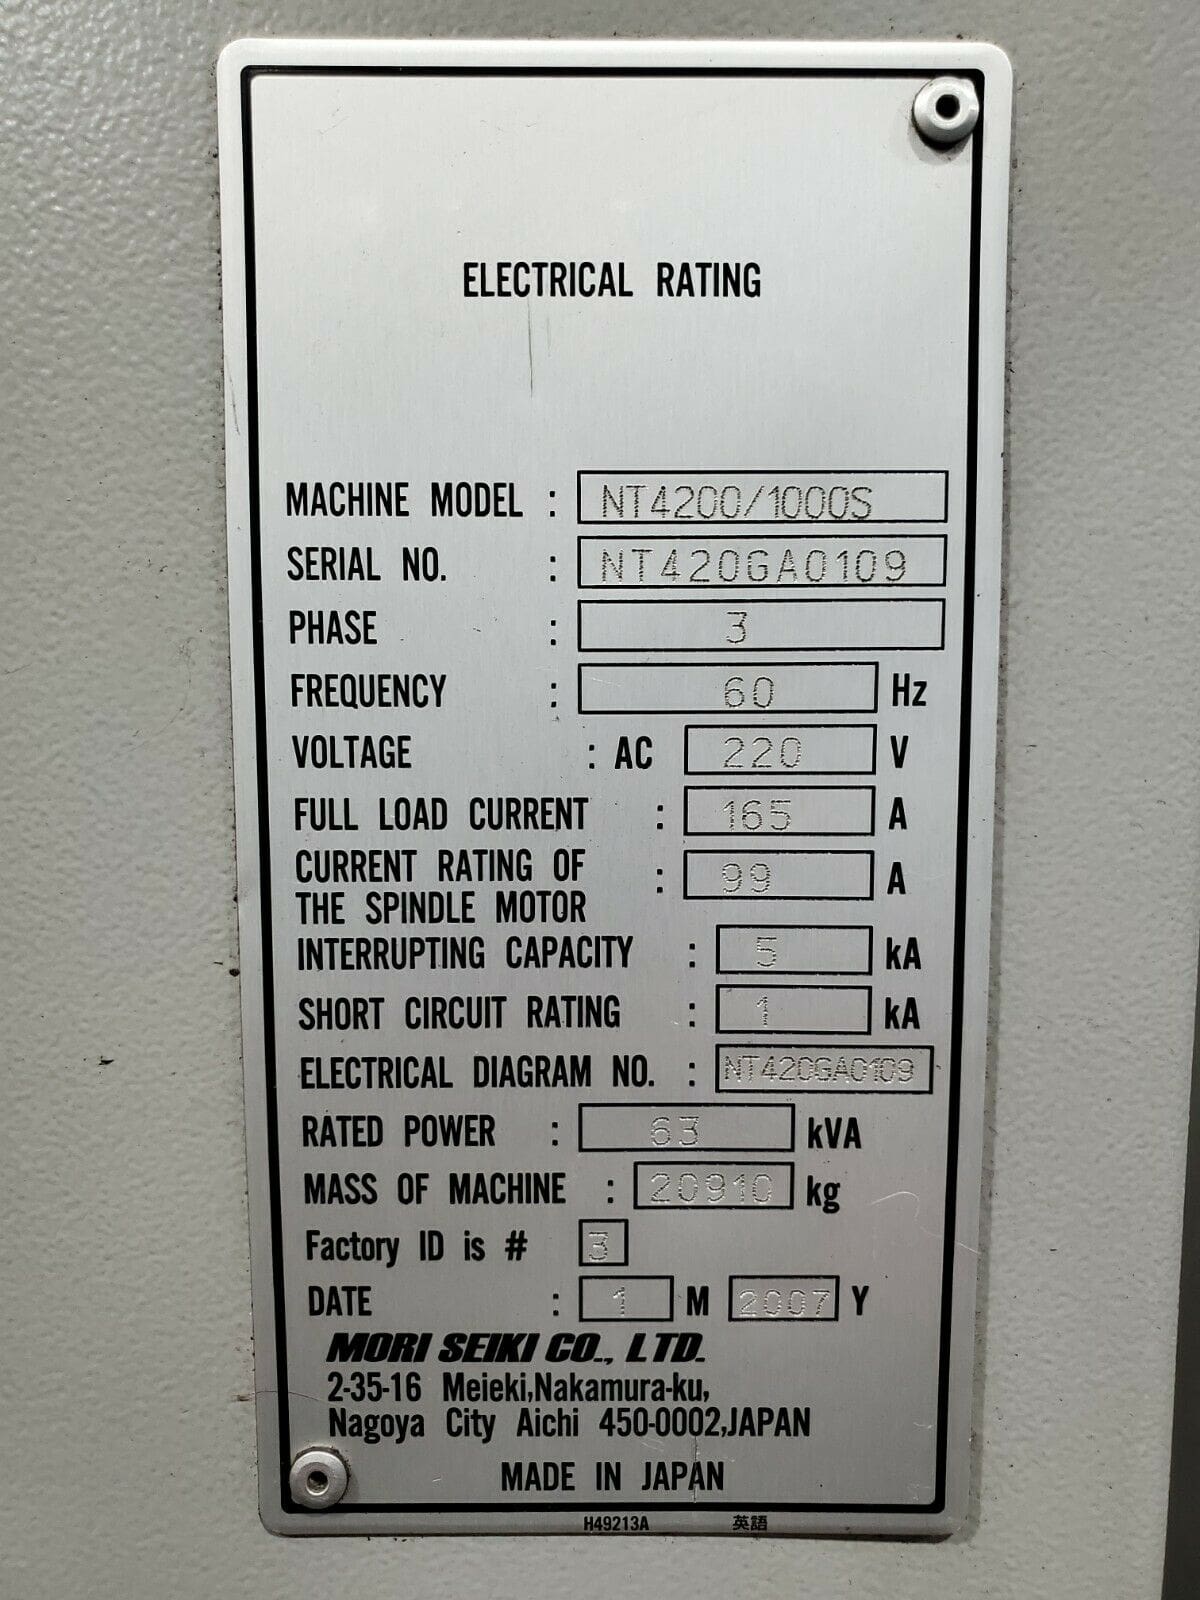 ELECTRICAL RATING
MACHINE MODEL : NT4200/1000S
SERIAL NO. : NT420GA0109
PHASE : 3
FREQUENCY : 60 Hz
VOLTAGE : AC 220 V
FULL LOAD CURRENT : 165 A
CURRENT RATING OF
THE SPINDLE MOTOR : 99 A
INTERRUPTING CAPACITY : 5 kA
SHORT CIRCUIT RATING : 1 kA
ELECTRICAL DIAGRAM NO. : NT420GA0109
RATED POWER : 63 kVA
MASS OF MACHINE : 20910 kg
Factory ID is # 3
DATE : 1 M 2007 Y
MORI SEIKI CO., LTD.
2-35-16 Meieki,Nakamura-ku,
Nagoya City Aichi 450-0002,JAPAN
MADE IN JAPAN
H49213A 英語